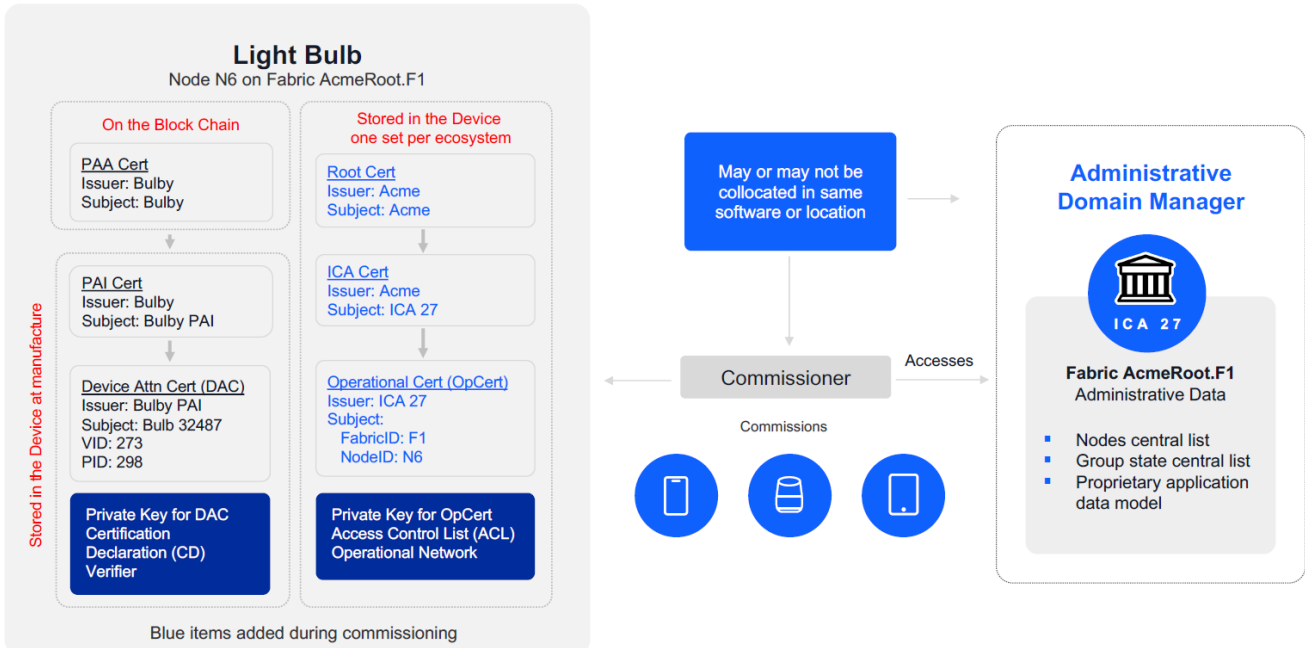 Light Bulb
Node N6 on Fabric AcmeRoot.F1
On the Block Chain
PAA Cert
Issuer: Bulby
Subject: Bulby
Stored in the Device at manufacture
PAI Cert
Issuer: Bulby
Subject: Bulby PAI
Device Attn Cert (DAC)
Issuer: Bulby PAI
Subject: Bulb 32487
VID: 273
PID: 298
Private Key for DAC
Certification
Declaration (CD)
Verifier
Stored in the Device
one set per ecosystem
Root Cert
Issuer: Acme
Subject: Acme
ICA Cert
Issuer: Acme
Subject: ICA 27
Operational Cert (OpCert)
Issuer: ICA 27
Subject:
FabricID: F1
NodeID: N6
Private Key for OpCert
Access Control List (ACL)
Operational Network
Blue items added during commissioning
May or may not be
collocated in same
software or location
Commissioner
Accesses
Commissions
Administrative
Domain Manager
ICA 27
Fabric AcmeRoot.F1
Administrative Data
Nodes central list
Group state central list
Proprietary application
data model